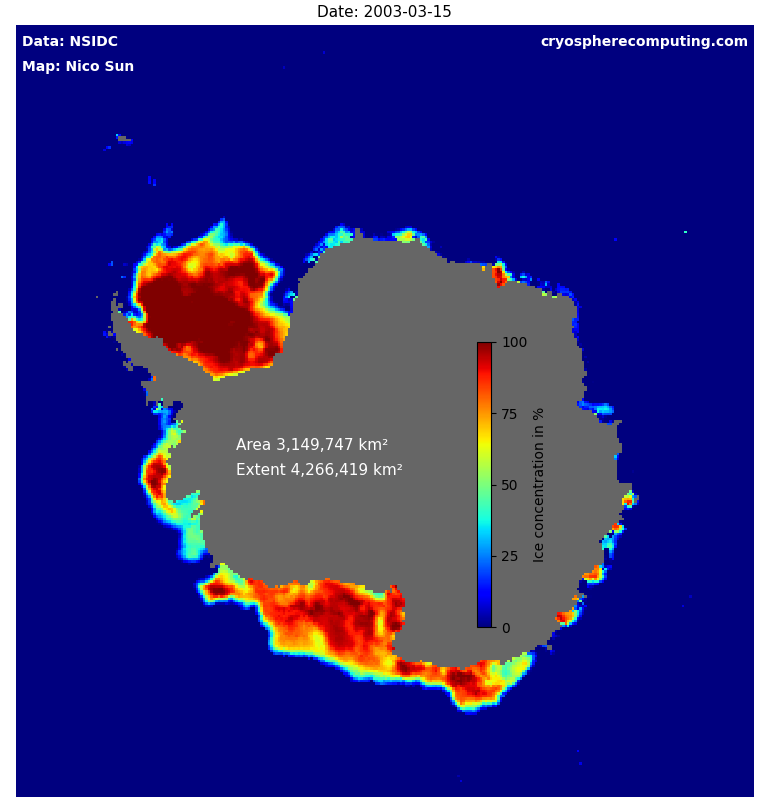 Date: 2003-03-15
Data: NSIDC
cryospherecomputing.com
Map: Nico Sun
100
75
50
25
0
Ice concentration in %
Area 3,149,747 km²
Extent 4,266,419 km²